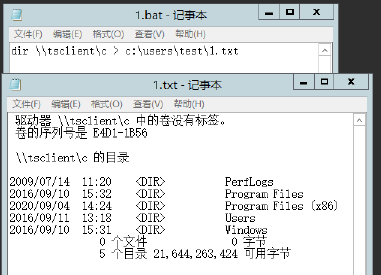 1.bat - 记事本
文件(F) 编辑(E) 格式(O) 查看(V) 帮助(H)
dir \\tsclient\c > c:\users\test\1.txt
1.txt - 记事本
文件(F) 编辑(E) 格式(O) 查看(V) 帮助(H)
驱动器 \\tsclient\c 中的卷没有标签。
卷的序列号是 E4D1-1B56
\\tsclient\c 的目录
2009/07/14 11:20 <DIR> PerfLogs
2016/09/10 15:32 <DIR> Program Files
2020/09/04 14:24 <DIR> Program Files (x86)
2016/09/11 13:18 <DIR> Users
2016/09/10 15:31 <DIR> Windows
0 个文件 0 字节
5 个目录 21,644,263,424 可用字节